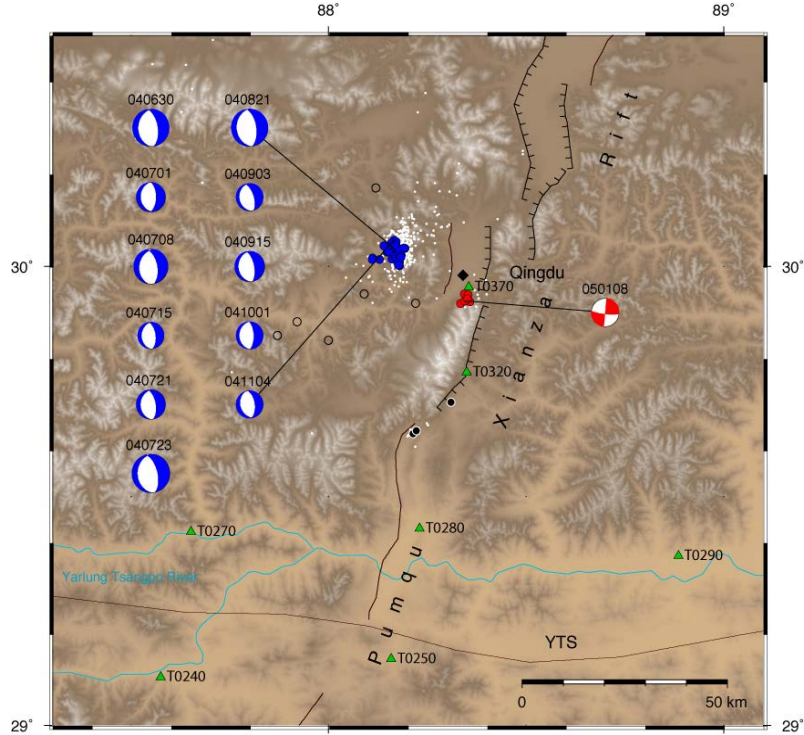 88˚
89˚
040630
040821
040701
040903
040708
040915
30˚
30˚
Qingdu
T0370
050108
040715
041001
T0320
040721
041104
040723
Xianza Rift
T0270
T0280
T0290
Yarlung Tsangpo River
Pumqu
YTS
T0250
T0240
0
50 km
29˚
29˚